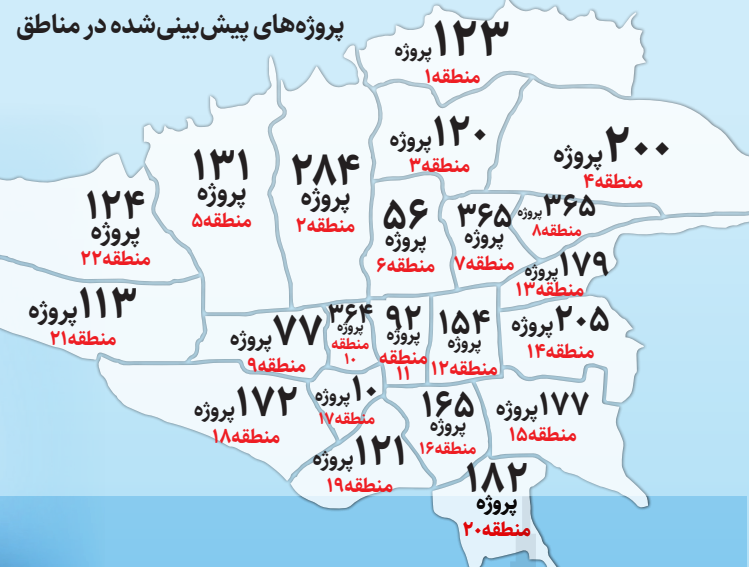 پروژه‌های پیش‌بینی‌شده در مناطق
۱۲۳ پروژه
منطقه۱
۱۲۰ پروژه
منطقه۳
۲۰۰ پروژه
منطقه۴
۱۳۱
پروژه
منطقه۵
۲۸۴
پروژه
منطقه۲
۱۲۴
پروژه
منطقه۲۲
۵۶
پروژه
منطقه۶
۳۶۵
پروژه
منطقه۷
۳۶۵ پروژه
منطقه۸
۱۷۹ پروژه
منطقه۱۳
۱۱۳ پروژه
منطقه۲۱
۷۷ پروژه
منطقه۹
۳۶۴
پروژه
منطقه
۱۰
۹۲
پروژه
منطقه
۱۱
۱۵۴
پروژه
منطقه۱۲
۲۰۵ پروژه
منطقه۱۴
۱۷۲ پروژه
منطقه۱۸
۱۰ پروژه
منطقه۱۷
۱۶۵
پروژه
منطقه۱۶
۱۷۷ پروژه
منطقه۱۵
۱۲۱ پروژه
منطقه۱۹
۱۸۲
پروژه
منطقه۲۰